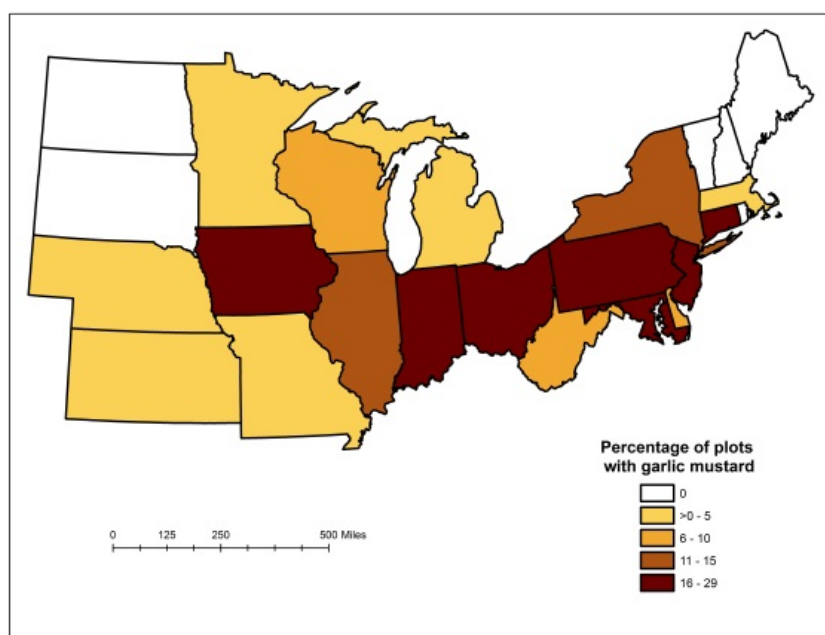 Percentage of plots
with garlic mustard
0
>0 - 5
6 - 10
11 - 15
16 - 29
0 125 250 500 Miles